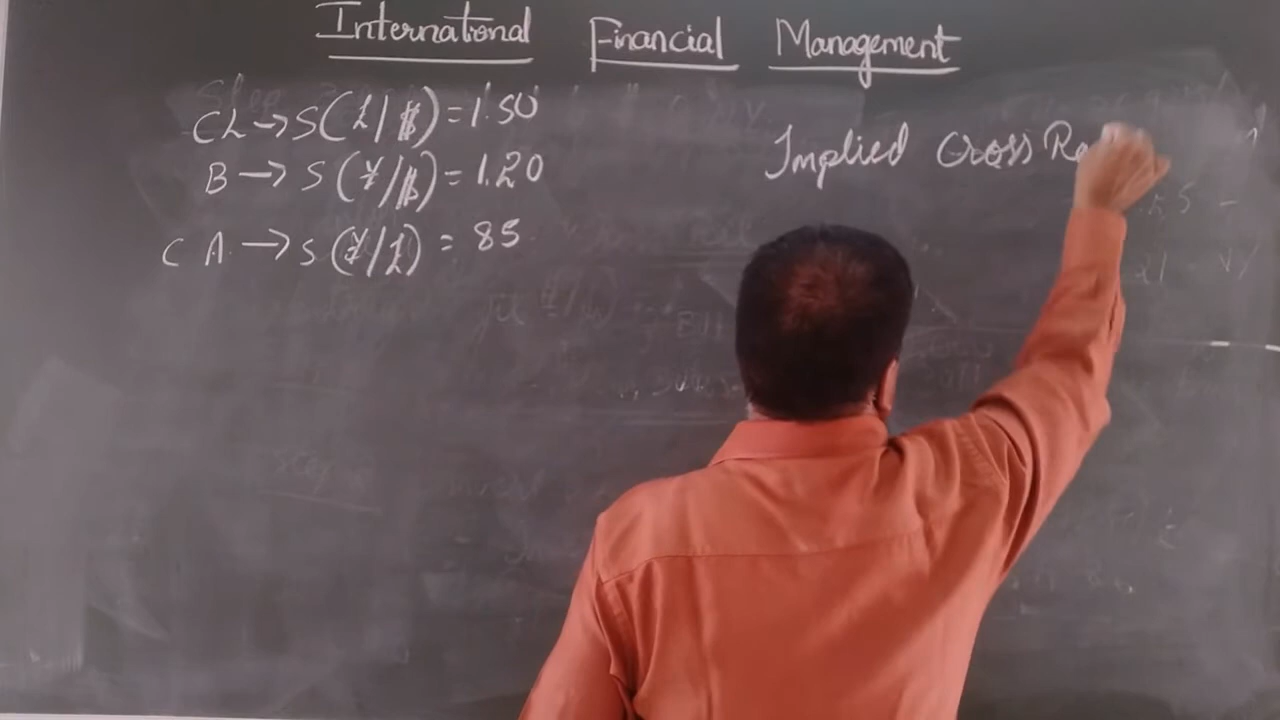 International Financial Management
CL → S(£/$) = 1.50
B → S(¥/$) = 1.20
CA → S(¥/£) = 85
Implied Cross